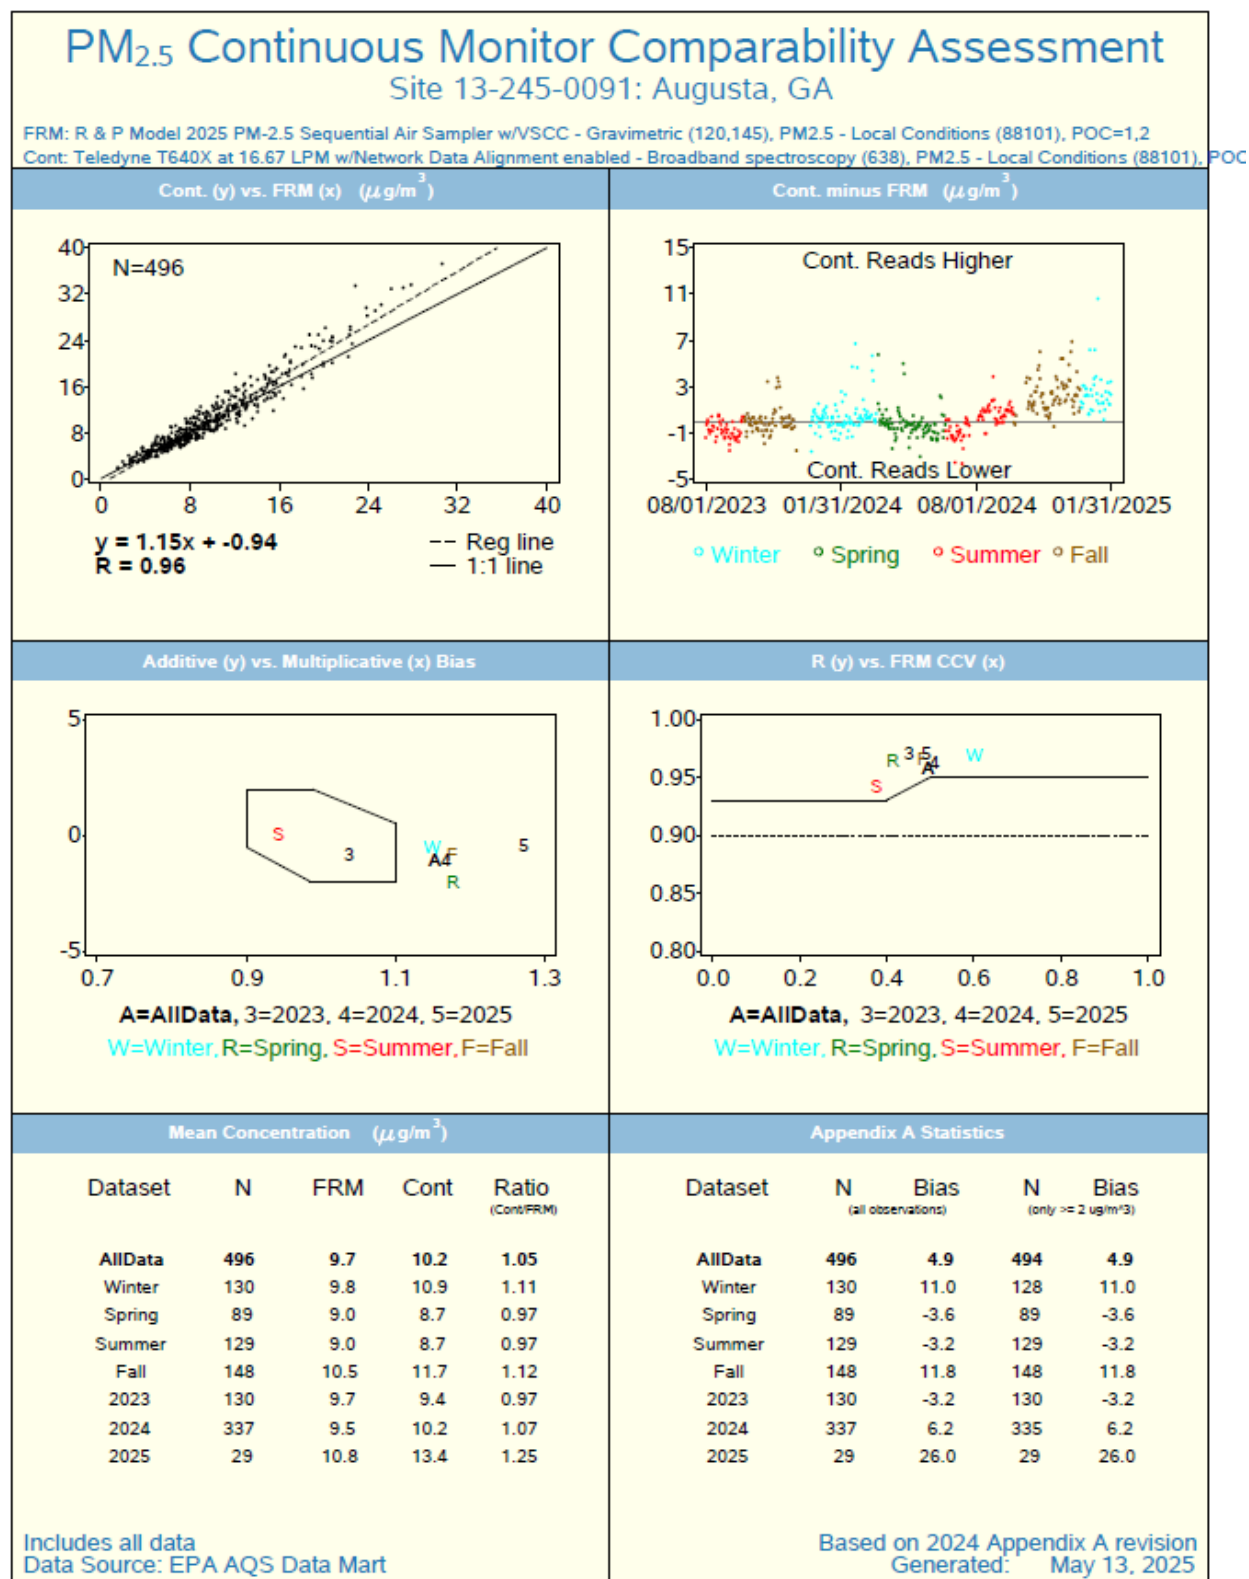 PM2.5 Continuous Monitor Comparability Assessment
Site 13-245-0091: Augusta, GA
FRM: R & P Model 2025 PM-2.5 Sequential Air Sampler w/VSCC - Gravimetric (120,145), PM2.5 - Local Conditions (88101), POC=1,2
Cont: Teledyne T640X at 16.67 LPM w/Network Data Alignment enabled - Broadband spectroscopy (638), PM2.5 - Local Conditions (88101), POC
Cont. (y) vs. FRM (x) (μg/m³)
40
N=496
32
24
16
8
0
0 8 16 24 32 40
y = 1.15x + -0.94
R = 0.96
-- Reg line
— 1:1 line
Cont. minus FRM (μg/m³)
15
Cont. Reads Higher
11
7
3
-1
Cont. Reads Lower
-5
08/01/2023 01/31/2024 08/01/2024 01/31/2025
Winter Spring Summer Fall
Additive (y) vs. Multiplicative (x) Bias
5
0
S
3
W
F
A4
R
5
-5
0.7 0.9 1.1 1.3
A=AllData, 3=2023, 4=2024, 5=2025
W=Winter, R=Spring, S=Summer, F=Fall
R (y) vs. FRM CCV (x)
1.00
R
3
5
F
A
4
W
0.95
S
0.90
0.85
0.80
0.0 0.2 0.4 0.6 0.8 1.0
A=AllData, 3=2023, 4=2024, 5=2025
W=Winter, R=Spring, S=Summer, F=Fall
Mean Concentration (μg/m³)
Dataset N FRM Cont Ratio
(Cont/FRM)
AllData 496 9.7 10.2 1.05
Winter 130 9.8 10.9 1.11
Spring 89 9.0 8.7 0.97
Summer 129 9.0 8.7 0.97
Fall 148 10.5 11.7 1.12
2023 130 9.7 9.4 0.97
2024 337 9.5 10.2 1.07
2025 29 10.8 13.4 1.25
Appendix A Statistics
Dataset N Bias N Bias
(all observations) (only >= 2 ug/m^3)
AllData 496 4.9 494 4.9
Winter 130 11.0 128 11.0
Spring 89 -3.6 89 -3.6
Summer 129 -3.2 129 -3.2
Fall 148 11.8 148 11.8
2023 130 -3.2 130 -3.2
2024 337 6.2 335 6.2
2025 29 26.0 29 26.0
Includes all data
Data Source: EPA AQS Data Mart
Based on 2024 Appendix A revision
Generated: May 13, 2025